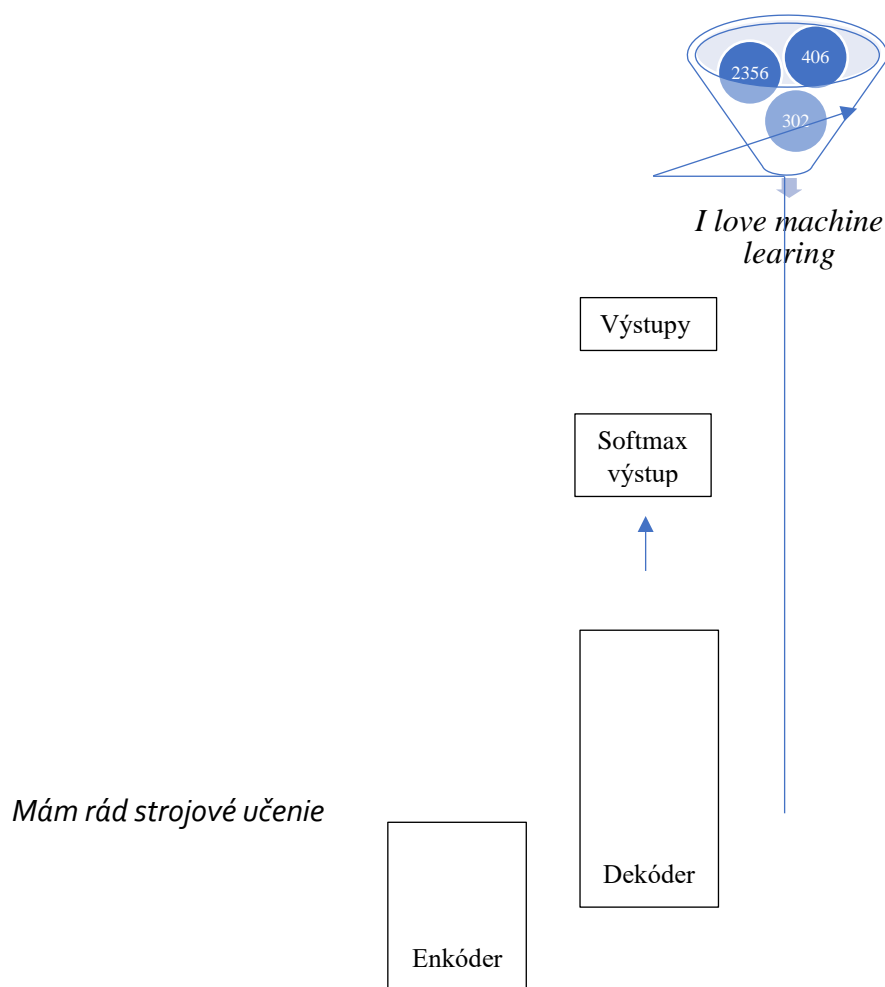 2356
406
302
I love machine
learing
Výstupy
Softmax
výstup
Mám rád strojové učenie
Dekóder
Enkóder